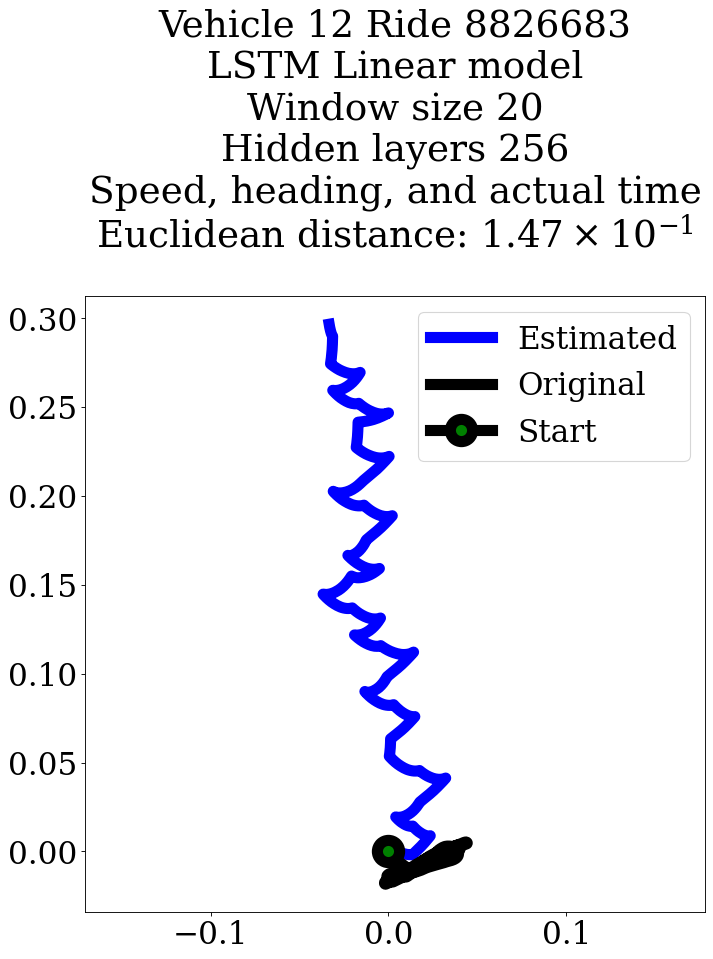 Vehicle 12 Ride 8826683
LSTM Linear model
Window size 20
Hidden layers 256
Speed, heading, and actual time
Euclidean distance: 1.47 × 10⁻¹
0.30
0.25
0.20
0.15
0.10
0.05
0.00
−0.1
0.0
0.1
Estimated
Original
Start